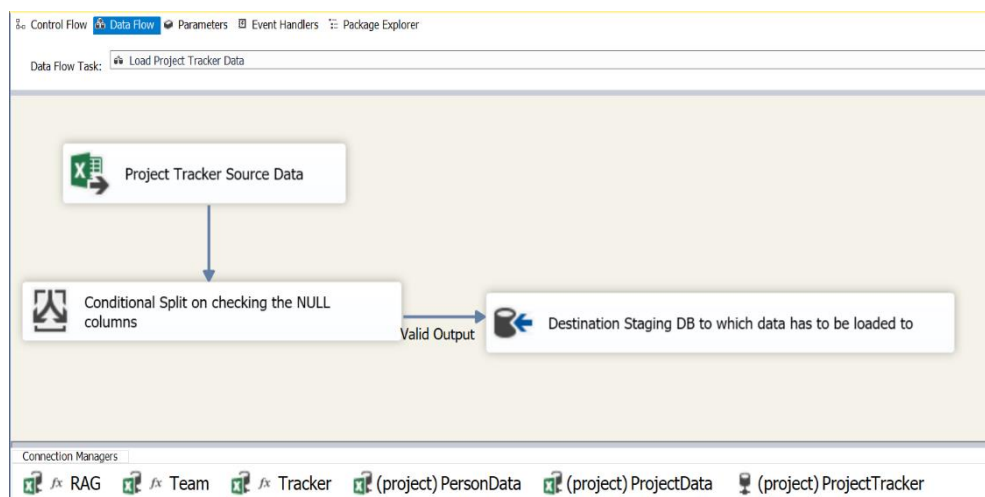 Control Flow Data Flow Parameters Event Handlers Package Explorer
Data Flow Task: Load Project Tracker Data
Project Tracker Source Data
Conditional Split on checking the NULL
columns
Valid Output
Destination Staging DB to which data has to be loaded to
Connection Managers
fx RAG fx Team fx Tracker (project) PersonData (project) ProjectData (project) ProjectTracker